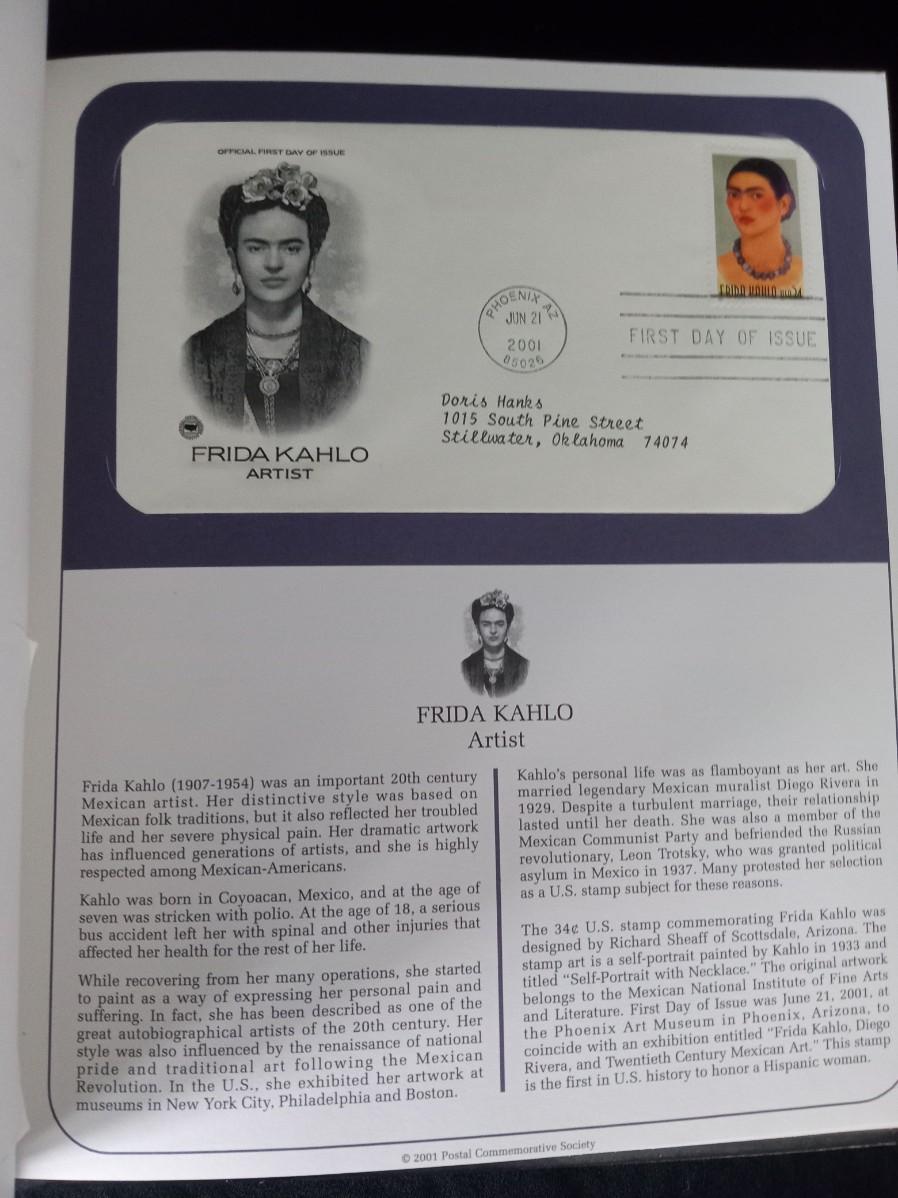 OFFICIAL FIRST DAY OF ISSUE
FRIDA KAHLO
ARTIST
FRIDA KAHLO
PHOENIX AZ
JUN 21
2001
85026
FIRST DAY OF ISSUE
Doris Hanks
1015 South Pine Street
Stillwater, Oklahoma 74074
FRIDA KAHLO
Artist
Frida Kahlo (1907-1954) was an important 20th century
Mexican artist. Her distinctive style was based on
Mexican folk traditions, but it also reflected her troubled
life and her severe physical pain. Her dramatic artwork
has influenced generations of artists, and she is highly
respected among Mexican-Americans.
Kahlo was born in Coyoacan, Mexico, and at the age of
seven was stricken with polio. At the age of 18, a serious
bus accident left her with spinal and other injuries that
affected her health for the rest of her life.
While recovering from her many operations, she started
to paint as a way of expressing her personal pain and
suffering. In fact, she has been described as one of the
great autobiographical artists of the 20th century. Her
style was also influenced by the renaissance of national
pride and traditional art following the Mexican
Revolution. In the U.S., she exhibited her artwork at
museums in New York City, Philadelphia and Boston.
Kahlo's personal life was as flamboyant as her art. She
married legendary Mexican muralist Diego Rivera in
1929. Despite a turbulent marriage, their relationship
lasted until her death. She was also a member of the
Mexican Communist Party and befriended the Russian
revolutionary, Leon Trotsky, who was granted political
asylum in Mexico in 1937. Many protested her selection
as a U.S. stamp subject for these reasons.
The 34¢ U.S. stamp commemorating Frida Kahlo was
designed by Richard Sheaff of Scottsdale, Arizona. The
stamp art is a self-portrait painted by Kahlo in 1933 and
titled “Self-Portrait with Necklace.” The original artwork
belongs to the Mexican National Institute of Fine Arts
and Literature. First Day of Issue was June 21, 2001, at
the Phoenix Art Museum in Phoenix, Arizona, to
coincide with an exhibition entitled “Frida Kahlo, Diego
Rivera, and Twentieth Century Mexican Art.” This stamp
is the first in U.S. history to honor a Hispanic woman.
© 2001 Postal Commemorative Society